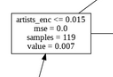 artists_enc <= 0.015
mse = 0.0
samples = 119
value = 0.007